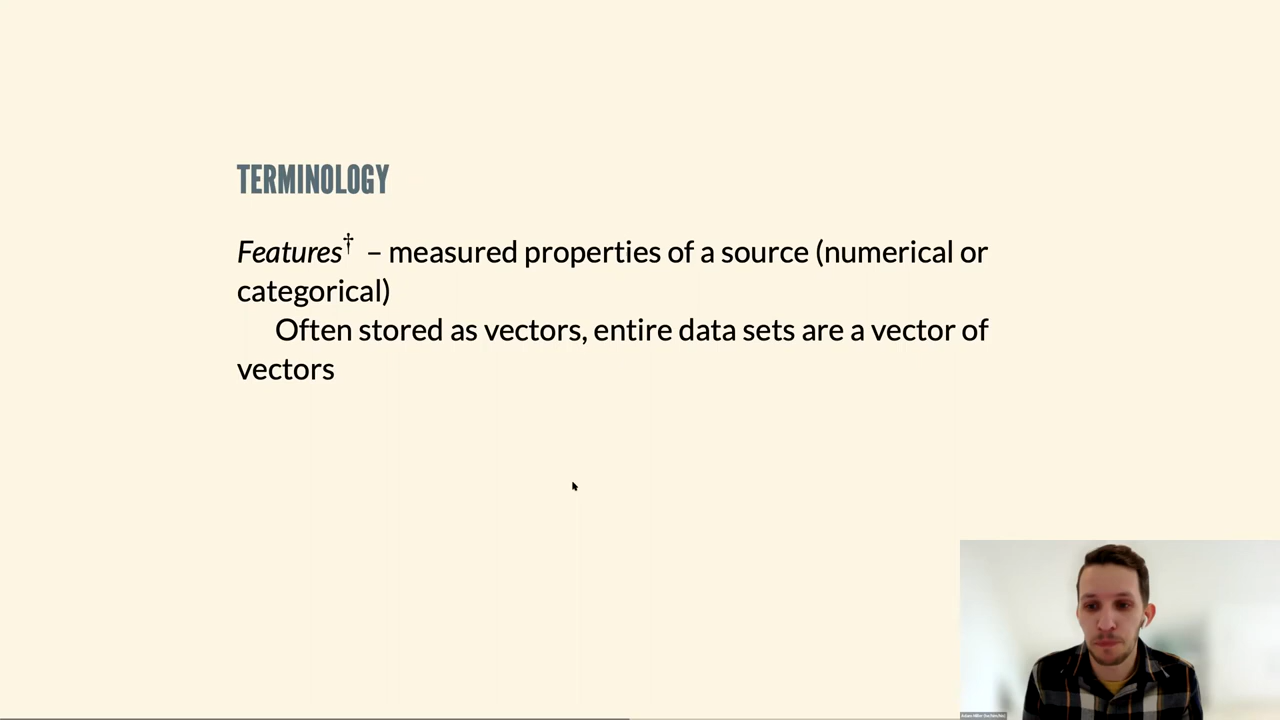 TERMINOLOGY
Features† – measured properties of a source (numerical or
categorical)
Often stored as vectors, entire data sets are a vector of
vectors